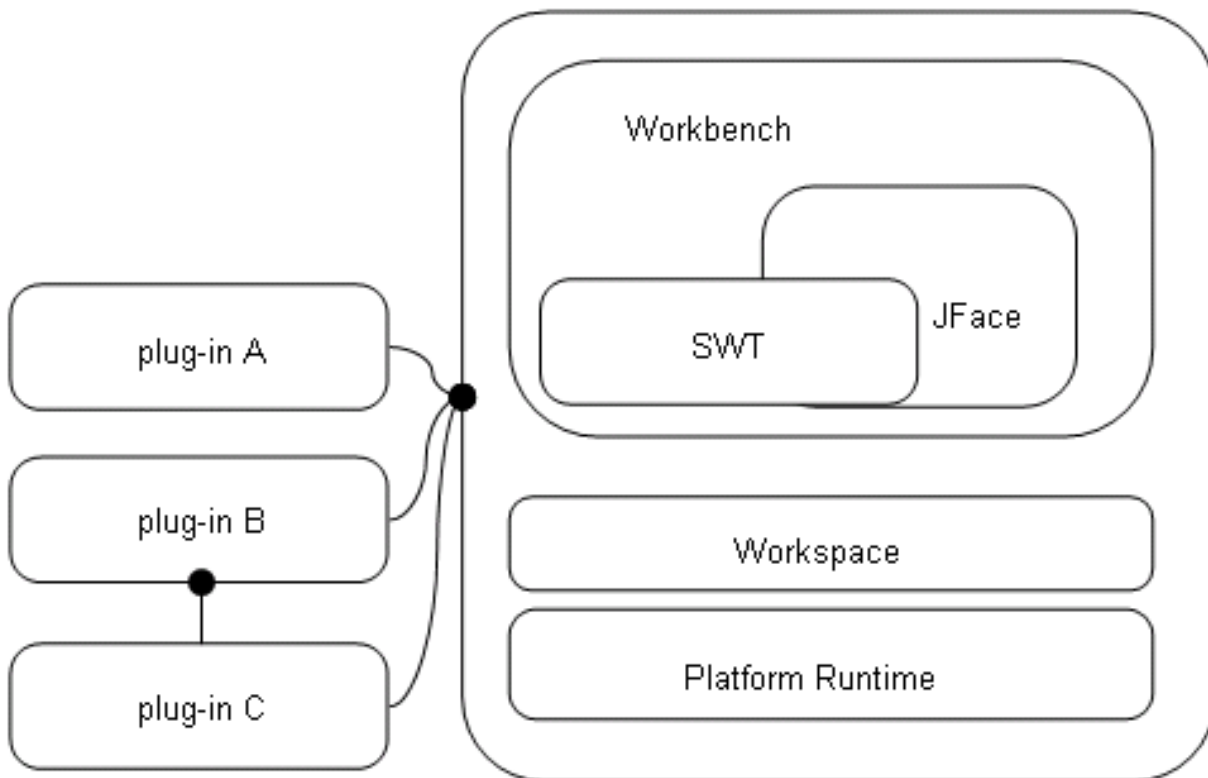 Workbench
JFace
SWT
plug-in A
plug-in B
plug-in C
Workspace
Platform Runtime